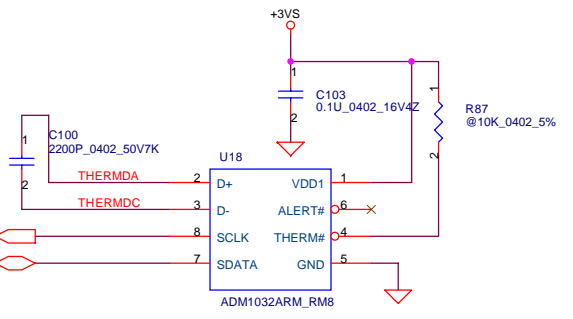 +3VS
1
C103
0.1U_0402_16V4Z
2
1
R87
@10K_0402_5%
2
C100
2200P_0402_50V7K
1
2
U18
THERMDA
2
D+
VDD1
1
THERMDC
3
D-
ALERT#
6
8
SCLK
THERM#
4
7
SDATA
GND
5
ADM1032ARM_RM8